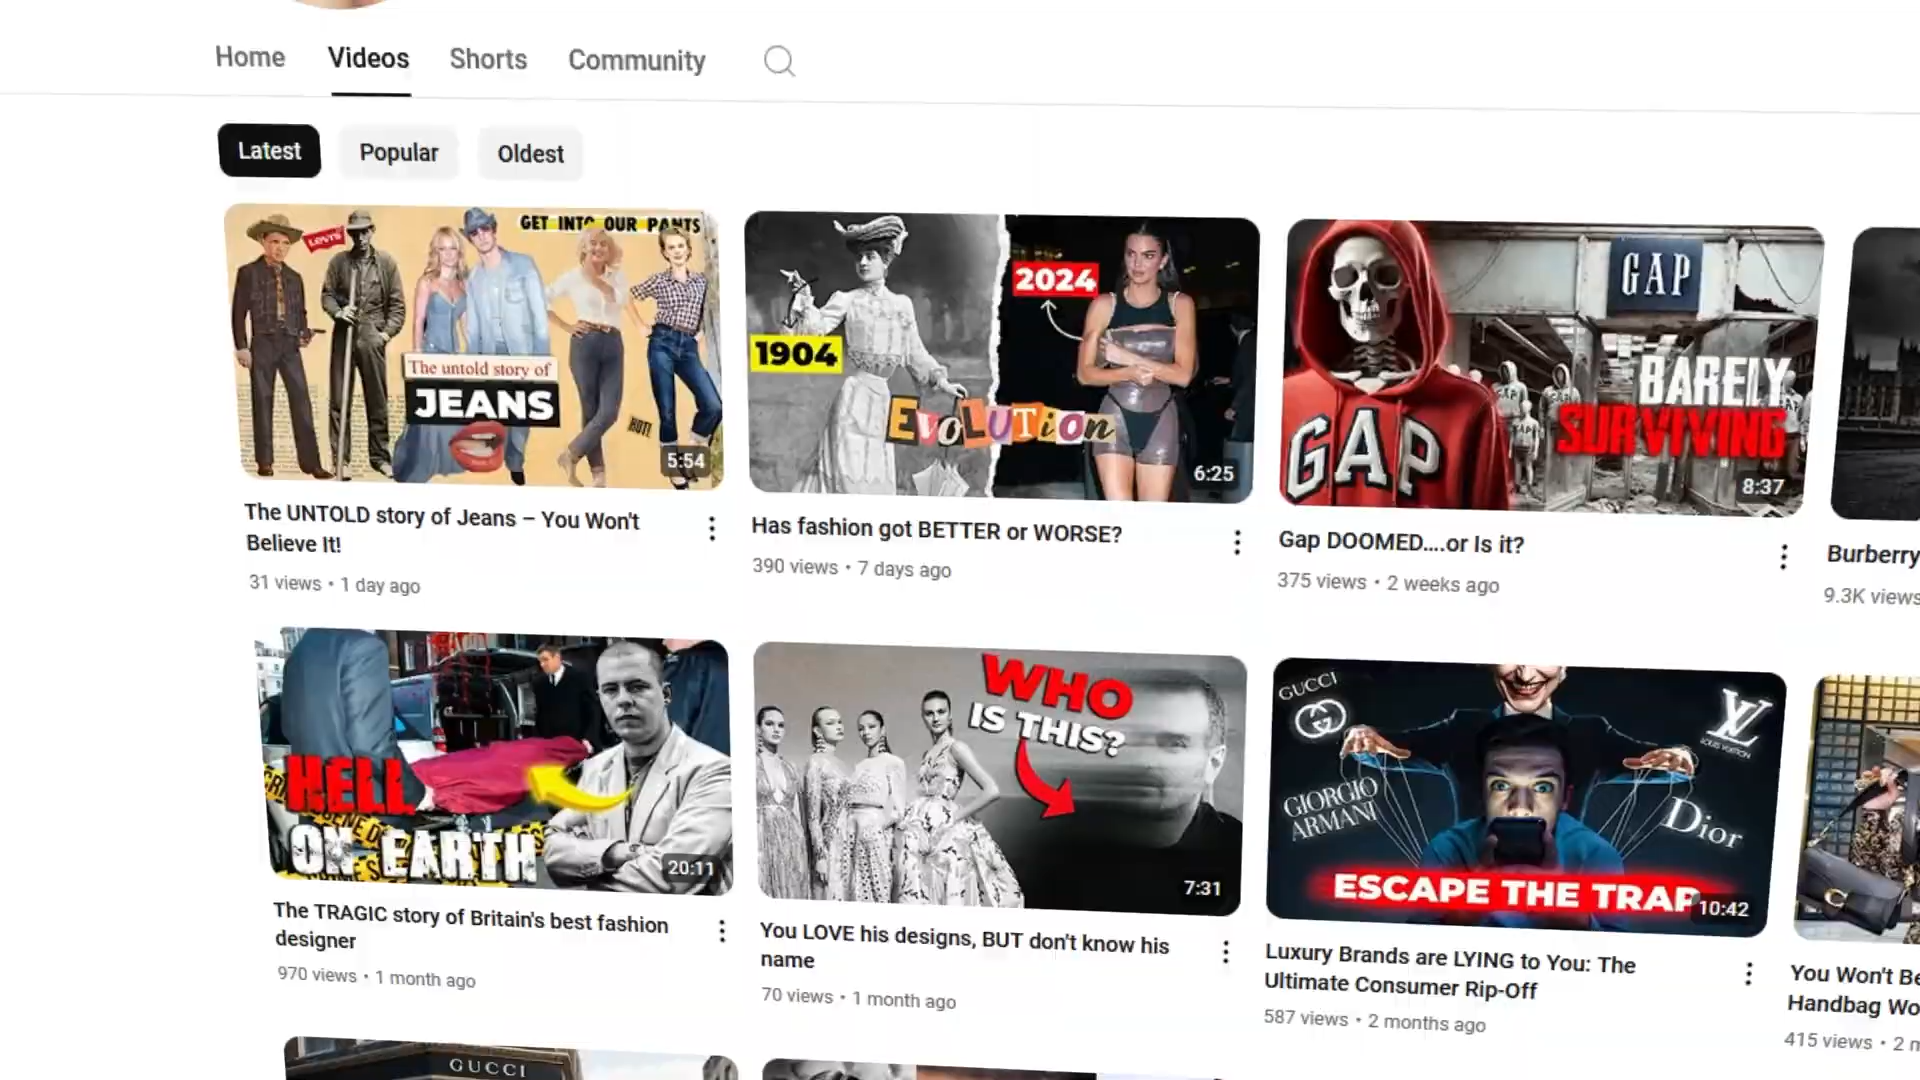 Home Videos Shorts Community
Latest Popular Oldest
GET INTO OUR PANTS
LEVI'S
The untold story of
JEANS
HOT!
5:54
The UNTOLD story of Jeans – You Won't
Believe It!
31 views • 1 day ago
2024
1904
EVOLUTION
6:25
Has fashion got BETTER or WORSE?
390 views • 7 days ago
GAP
BARELY
SURVIVING
GAP
8:37
Gap DOOMED....or Is it?
375 views • 2 weeks ago
Burberry
9.3K views
HELL
ON EARTH
20:11
The TRAGIC story of Britain's best fashion
designer
970 views • 1 month ago
WHO
IS THIS?
7:31
You LOVE his designs, BUT don't know his
name
70 views • 1 month ago
GUCCI
LV
LOUIS VUITTON
GIORGIO
ARMANI
Dior
ESCAPE THE TRAP
10:42
Luxury Brands are LYING to You: The
Ultimate Consumer Rip-Off
587 views • 2 months ago
You Won't Be
Handbag Wo
415 views • 2 m
GUCCI